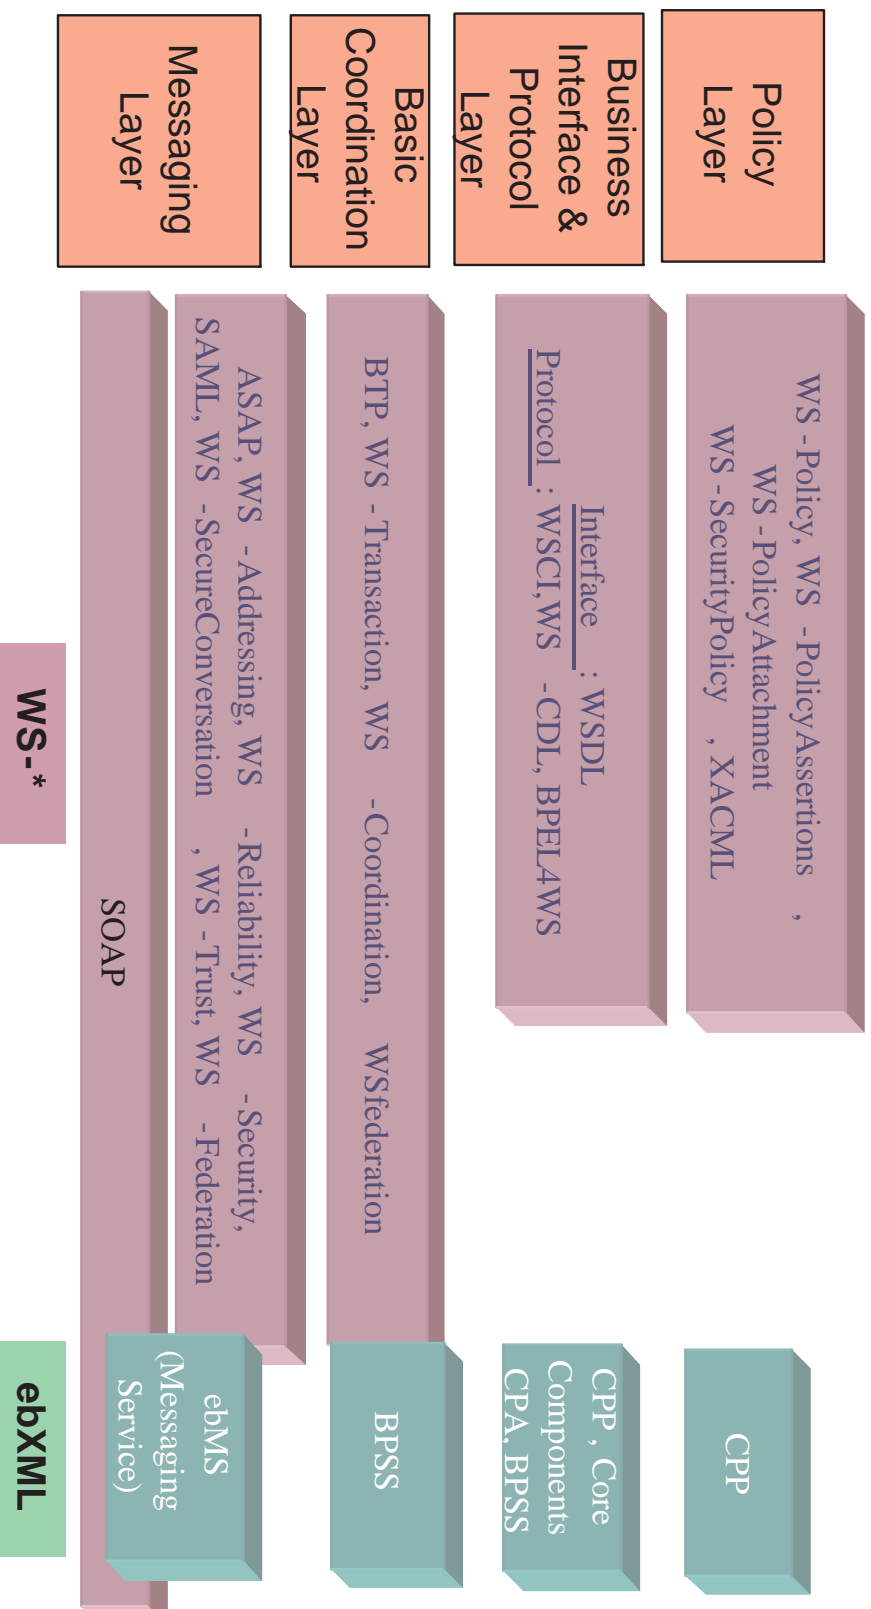 Policy
Layer
WS -Policy, WS -PolicyAssertions ,
WS -PolicyAttachment
WS -SecurityPolicy , XACML
CPP
Business
Interface &
Protocol
Layer
Interface : WSDL
Protocol : WSCI,WS -CDL, BPEL4WS
CPP , Core
Components
CPA, BPSS
Basic
Coordination
Layer
BTP, WS -Transaction, WS -Coordination, WSfederation
BPSS
Messaging
Layer
ASAP, WS -Addressing, WS -Reliability, WS -Security,
SAML, WS -SecureConversation , WS -Trust, WS -Federation
ebMS
(Messaging
Service)
SOAP
WS-*
ebXML